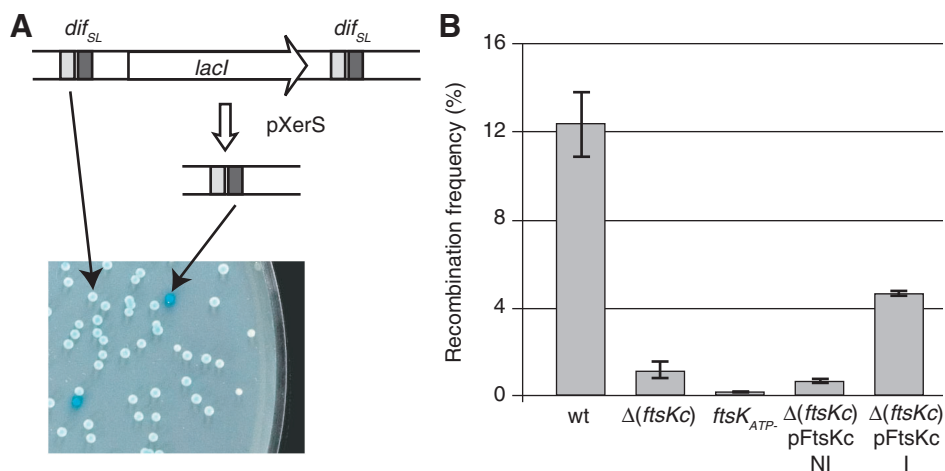 A
dif_SL
dif_SL
lacI
pXerS
B
Recombination frequency (%)
16
12
8
4
0
wt
Δ(ftsKc)
ftsK_ATP-
Δ(ftsKc)
pFtsKc
NI
Δ(ftsKc)
pFtsKc
I